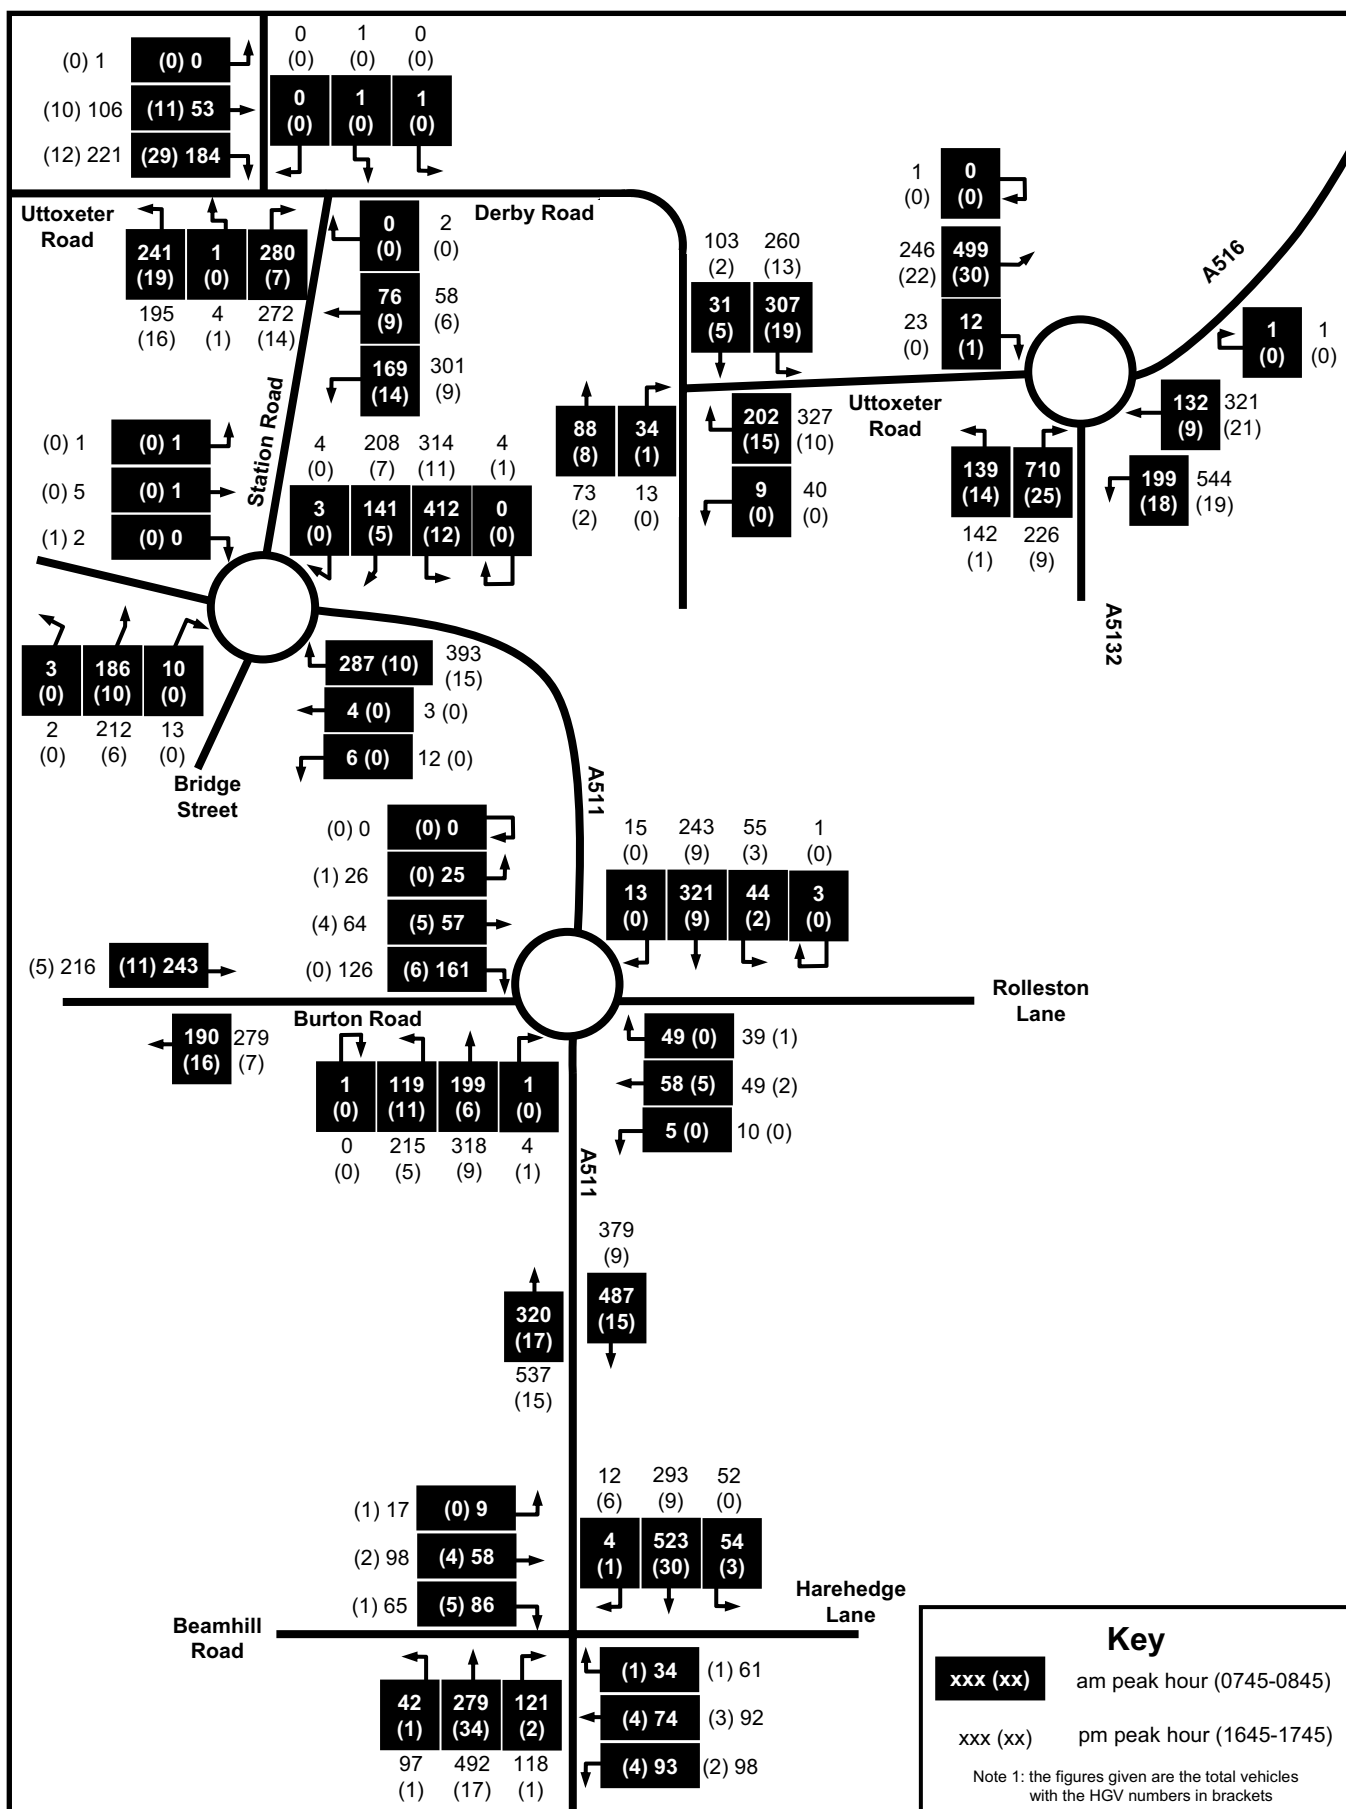 0 1 0
(0) (0) (0)
(0) 1 (0) 0
(10) 106 (11) 53
(12) 221 (29) 184
0 1 1
(0) (0) (0)
Uttoxeter
Road
Derby Road
241 1 280
(19) (0) (7)
195 4 272
(16) (1) (14)
0 2
(0) (0)
76 58
(9) (6)
169 301
(14) (9)
Station Road
103 260
(2) (13)
31 307
(5) (19)
88 34
(8) (1)
73 13
(2) (0)
202 327
(15) (10)
9 40
(0) (0)
Uttoxeter
Road
1 0
(0) (0)
246 499
(22) (30)
23 12
(0) (1)
A516
1 1
(0) (0)
132 321
(9) (21)
199 544
(18) (19)
139 710
(14) (25)
142 226
(1) (9)
A5132
(0) 1 (0) 1
(0) 5 (0) 1
(1) 2 (0) 0
4 208 314 4
(0) (7) (11) (1)
3 141 412 0
(0) (5) (12) (0)
3 186 10
(0) (10) (0)
2 212 13
(0) (6) (0)
Bridge
Street
287 (10) 393
(15)
4 (0) 3 (0)
6 (0) 12 (0)
A511
(0) 0 (0) 0
(1) 26 (0) 25
(4) 64 (5) 57
(0) 126 (6) 161
15 243 55 1
(0) (9) (3) (0)
13 321 44 3
(0) (9) (2) (0)
(5) 216 (11) 243
Burton Road
Rolleston
Lane
190 279
(16) (7)
1 119 199 1
(0) (11) (6) (0)
0 215 318 4
(0) (5) (9) (1)
49 (0) 39 (1)
58 (5) 49 (2)
5 (0) 10 (0)
A511
379
(9)
487
(15)
320
(17)
537
(15)
12 293 52
(6) (9) (0)
4 523 54
(1) (30) (3)
(1) 17 (0) 9
(2) 98 (4) 58
(1) 65 (5) 86
Beamhill
Road
Harehedge
Lane
42 279 121
(1) (34) (2)
97 492 118
(1) (17) (1)
(1) 34 (1) 61
(4) 74 (3) 92
(4) 93 (2) 98
Key
xxx (xx) am peak hour (0745-0845)
xxx (xx) pm peak hour (1645-1745)
Note 1: the figures given are the total vehicles
with the HGV numbers in brackets